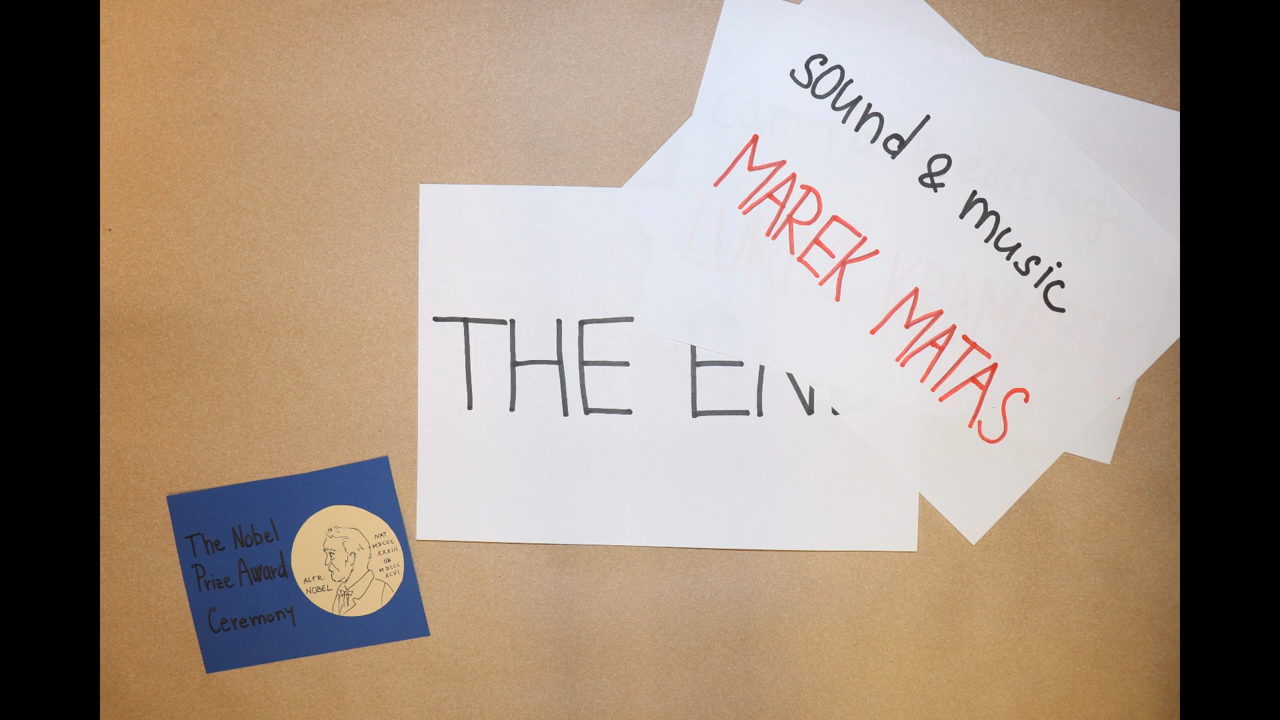 sound & music
MAREK MATAS
THE EN
The Nobel
Prize Award
Ceremony
ALFR.
NOBEL
NAT
MDCCC
XXXIII
OB
MDCCC
XCVI